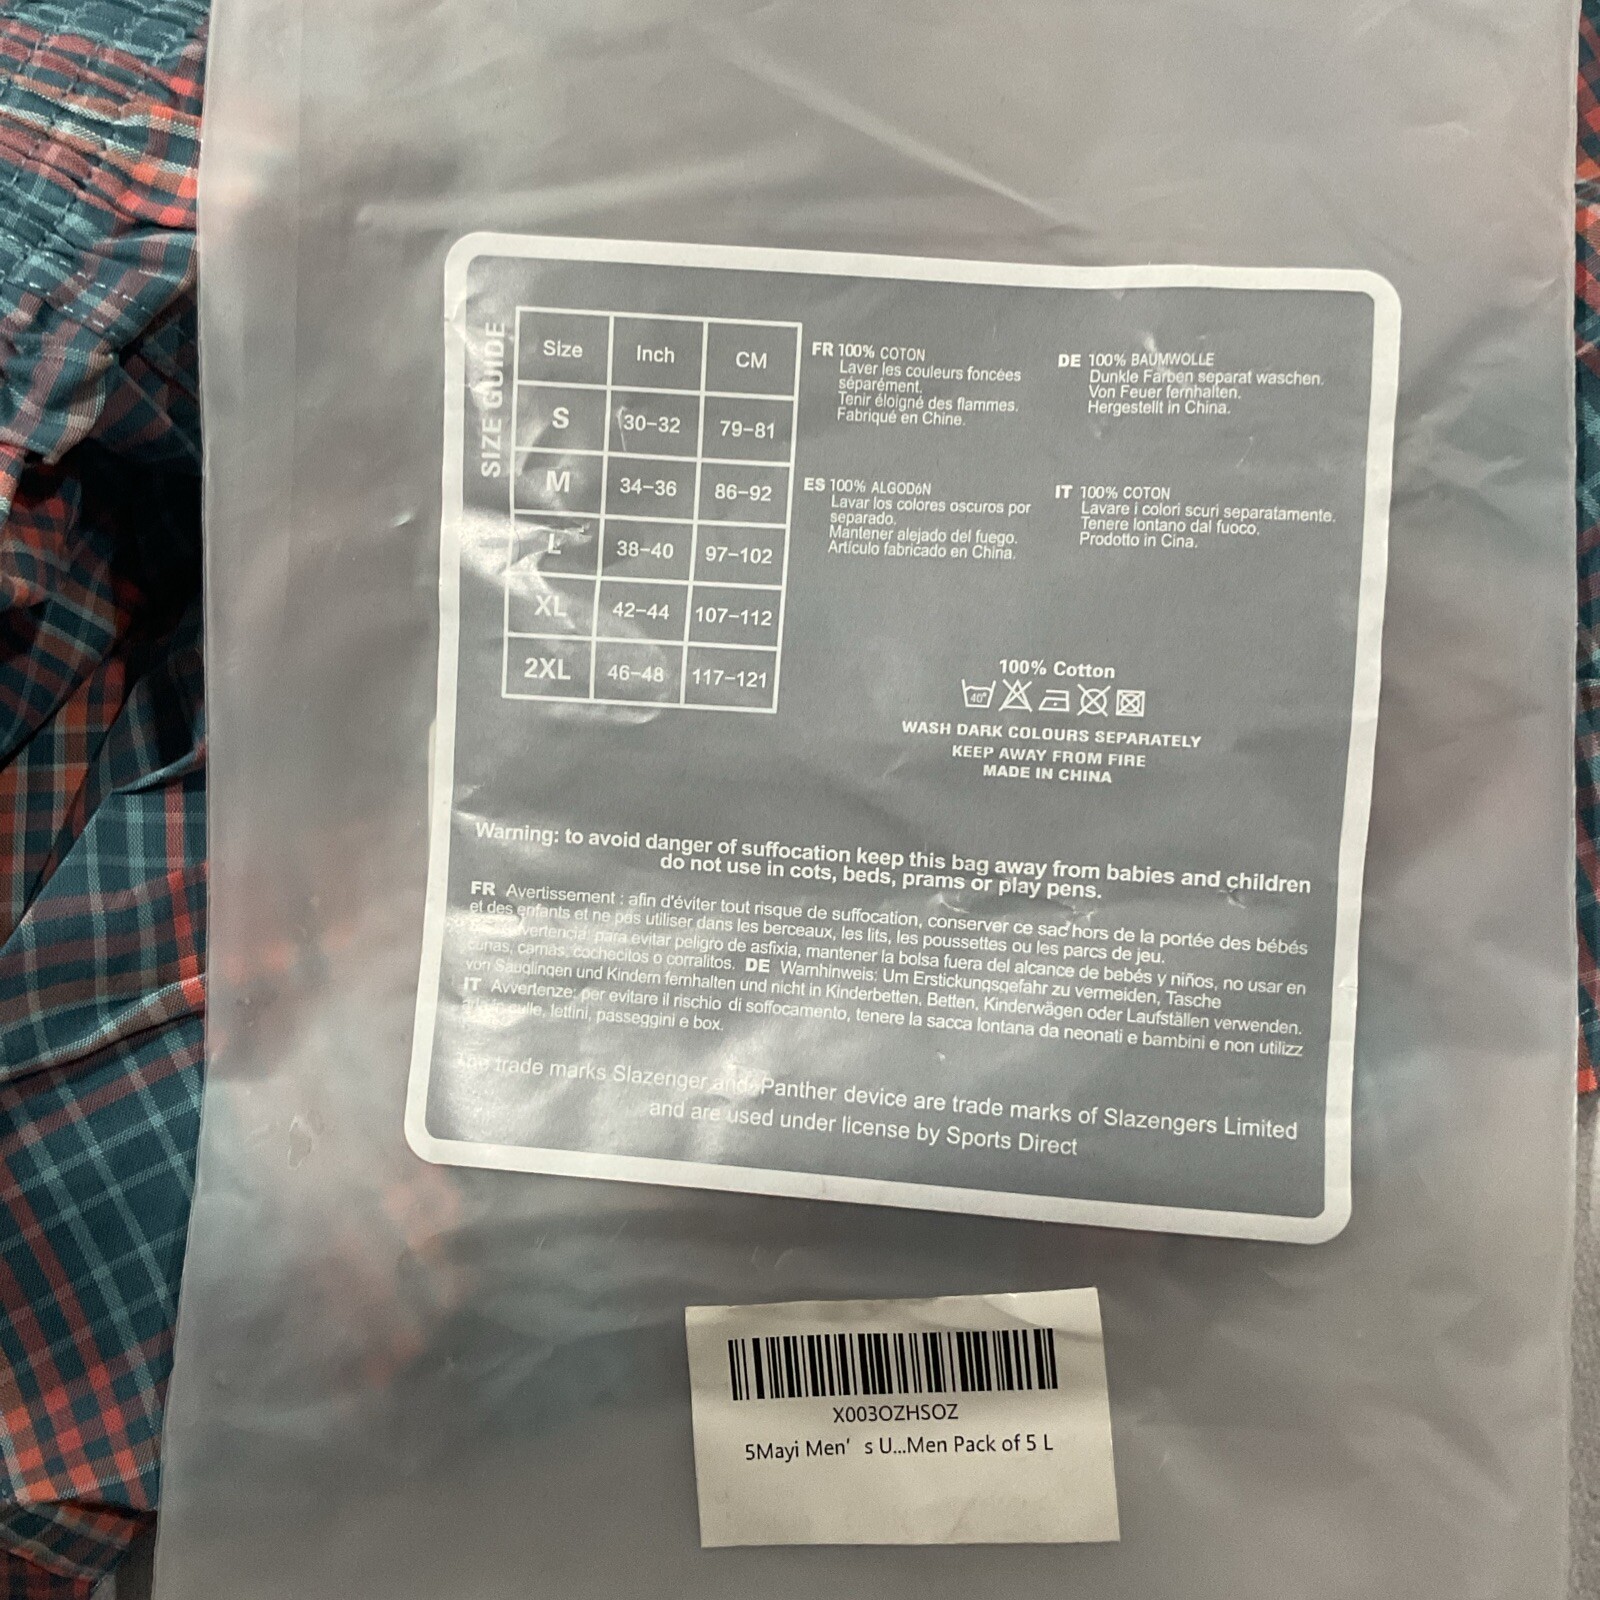 SIZE GUIDE
Size Inch CM
S 30–32 79–81
M 34–36 86–92
L 38–40 97–102
XL 42–44 107–112
2XL 46–48 117–121
FR 100% COTON
Laver les couleurs foncées
séparément.
Tenir éloigné des flammes.
Fabriqué en Chine.
DE 100% BAUMWOLLE
Dunkle Farben separat waschen.
Von Feuer fernhalten.
Hergestellt in China.
ES 100% ALGODóN
Lavar los colores oscuros por
separado.
Mantener alejado del fuego.
Artículo fabricado en China.
IT 100% COTON
Lavare i colori scuri separatamente.
Tenere lontano dal fuoco.
Prodotto in Cina.
100% Cotton
40°
WASH DARK COLOURS SEPARATELY
KEEP AWAY FROM FIRE
MADE IN CHINA
Warning: to avoid danger of suffocation keep this bag away from babies and children
do not use in cots, beds, prams or play pens.
FR Avertissement : afin d'éviter tout risque de suffocation, conserver ce sac hors de la portée des bébés
et des enfants et ne pas utiliser dans les berceaux, les lits, les poussettes ou les parcs de jeu.
vertencia: para evitar peligro de asfixia, mantener la bolsa fuera del alcance de bebés y niños, no usar en
cunas, camas, cochecitos o corralitos. DE Warnhinweis: Um Erstickungsgefahr zu vermeiden, Tasche
von Säuglingen und Kindern fernhalten und nicht in Kinderbetten, Betten, Kinderwägen oder Laufställen verwenden.
IT Avvertenze: per evitare il rischio di soffocamento, tenere la sacca lontana da neonati e bambini e non utilizz
culle, lettini, passeggini e box.
The trade marks Slazenger and Panther device are trade marks of Slazengers Limited
and are used under license by Sports Direct
X003OZHSOZ
5Mayi Men' s U...Men Pack of 5 L